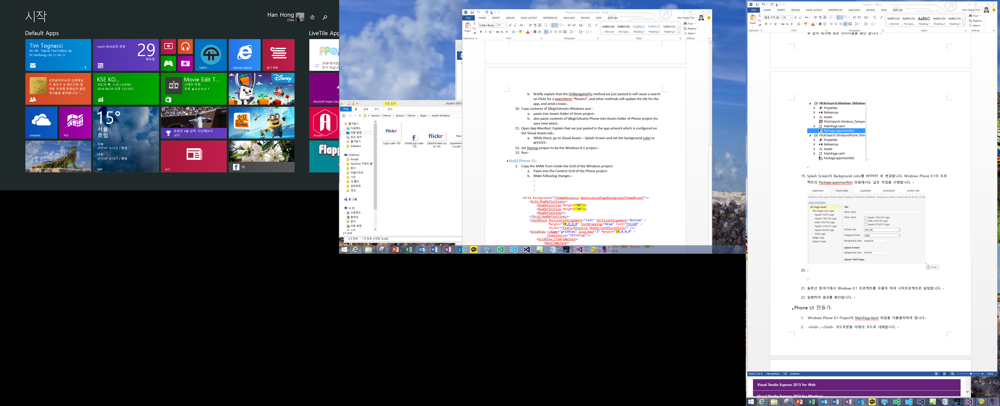 시작
Han Hong
Choi
Default Apps
LiveTile App
Tim Tognacci
RE: RE: Telerik Trial Follow Up
Hi Hanhong,<br /><br />
1
LeeGi Mok님의 생일
29
화요일
TwitTV
Internet Explorer
읽기 목록
[자유게시판]
주가 아닙니다
김한슬마로님과 김영재님
이 윈도우 & 윈도우폰 앱
개발 모임에 회원님이 올린
게시물을 좋아합니다: "...
KSE KO...
255.70 ▼ -1.10 (-0.43%)
2014-04-29 오후 1:23 KST
Movie Edit T...
스태프 추천
무료 ★☆☆☆☆ 1
Disney
Microsoft Project Sien
OneDrive
지도
15°
서울
흐림
오늘
21°/10° 소나기 / 맑음
내일
21°/10° 소나기 / 맑음
날씨
류현진 4월 성적, 지난해보다
낫다
Around
뉴스
99
사진 도구
Assets-Win
파일 홈 공유 보기 관리
« Session 1 Demos › Session 1 Demos › Begin › Assets-Windows
즐겨찾기
다운로드
바탕 화면
최근 위치
즐겨찾기
krdpeeva
OneDrive
Private
SkyDrive 카메라 롤
문서
비발디파크
사진
새 폴더
업무관련
영상
홈 그룹
내 PC
다운로드
동영상
문서
바탕 화면
사진
flickr
Logo.scale-100
SmallLogo.scale-100
SplashScreen.scale-100
6개 항목
4개 항목 1개 항목 선택함 19.0KB
Shared FlickrSearch Demo_Kor - Word
FILE HOME INSERT DESIGN PAGE LAYOUT REFERENCES MAILINGS REVIEW VIEW ADD-INS
Han Hong Choi
Calibri (Body) 11
Paste
AaBbCcDc AaBbCcDc AaBbCc AaBbCcD AaBbCcDc
Normal No Spac... Heading 1 Heading 2 Heading 3
Find
Replace
Select
Clipboard Font Paragraph Styles Editing
b. Briefly explain that the OnNavigatedTo method we just pasted in will cause a search
on Flickr for a searchterm “flowers”, and other methods will update the tile for the
app, and send a toast.
10. Copy contents of \Begin\Assets-Windows and
a. paste into Assets folder of Store project
b. also paste contents of \Begin\Assets-Phone into Assets folder of Phone project (to
save time later)
11. Open App Manifest. Explain that we just pasted in the app artwork which is configured on
the Visual Assets tab.
a. While there, go to Visual Assets – Splash Screen and set the background color to
#FFFFFF
12. Set Startup project to be the Windows 8.1 project.
13. Run
Build Phone UI
1. Copy the XAML from inside the Grid of the Windows project
a. Paste into the Content Grid of the Phone project
b. Make following changes:
<Grid Background="{ThemeResource ApplicationPageBackgroundThemeBrush}">
<Grid.RowDefinitions>
<RowDefinition Height="80"/>
<RowDefinition Height="20"/>
<RowDefinition/>
</Grid.RowDefinitions>
<TextBlock HorizontalAlignment="Left" VerticalAlignment="Bottom"
Margin="20,0,0,0" TextWrapping="Wrap" Text="flickR"
Style="{StaticResource HeaderTextBlockStyle}" />
<GridView x:Name="gridView" Grid.Row="2" Margin="10,0,0,0"
ItemsSource="{Binding}">
<GridView.ItemTemplate>
<DataTemplate>
Session 1 - Word
FILE HOME INSERT DESIGN PAGE LAYOUT REFERENCES MAILINGS REVIEW VIEW ADD-INS
Han Hong Choi
맑은 고딕 (Bc 10
Paste
AaBbCcDc AaBbCcDc AaBbC AaBbCcDc AaBbCcDc
Normal No Spac... Heading 1 Heading 2 Heading 3
Find
Replace
Select
Clipboard Font Paragraph Styles Editing
후 앞서 복사해 넣은 이미지들을 확인 합니다.
FlickrSearch.Windows (Window
Properties
References
Assets
FlickrSearch.Windows_Tempor
MainPage.xaml
Package.appxmanifest
FlickrSearch.WindowsPhone (Win
Properties
References
Assets
MainPage.xaml
Package.appxmanifest
19. Splash Screen의 Background color를 #FFFFFF 로 변경합니다. Windows Phone 8.1의 프로
젝트의 Package.appxmanifest 파일에서도 같은 작업을 수행합니다.
Application Visual Assets Capabilities Declarations Content URIs
Windows Store apps should support displays of different resolutions. Windows provides a simple way to do this via res
More information
All Image Assets
Tile Images and Logos
Square 70x70 Logo
Square 150x150 Logo
Wide 310x150 Logo
Square 310x310 Logo
Square 30x30 Logo
Store Logo
Badge Logo
Splash Screen
Tile:
Short name:
Show name: Square 150x150 Logo
Wide 310x150 Logo
Square 310x310 Logo
Default size: (not set)
Foreground text: Light
Background color: #464646
Splash Screen:
Background color: #FFFFFF
Square 70x70 logo:
(Ctrl)
20.
21. 솔루션 탐색기에서 Windows 8.1 프로젝트를 우클릭 하여 시작프로젝트로 설정합니다.
22. 실행하여 결과를 확인합니다.
Phone UI 만들기
1. Windows Phone 8.1 Project의 MainPage.Xaml 파일을 더블클릭하여 엽니다.
2. <Grid>...</Grid> 코드부분을 아래의 코드로 대체합니다.
PAGE 5 OF 8 799 WORDS KOREAN
120 %
Visual Studio Express 2013 for Web
Visual Studio Express 2013 for Windows